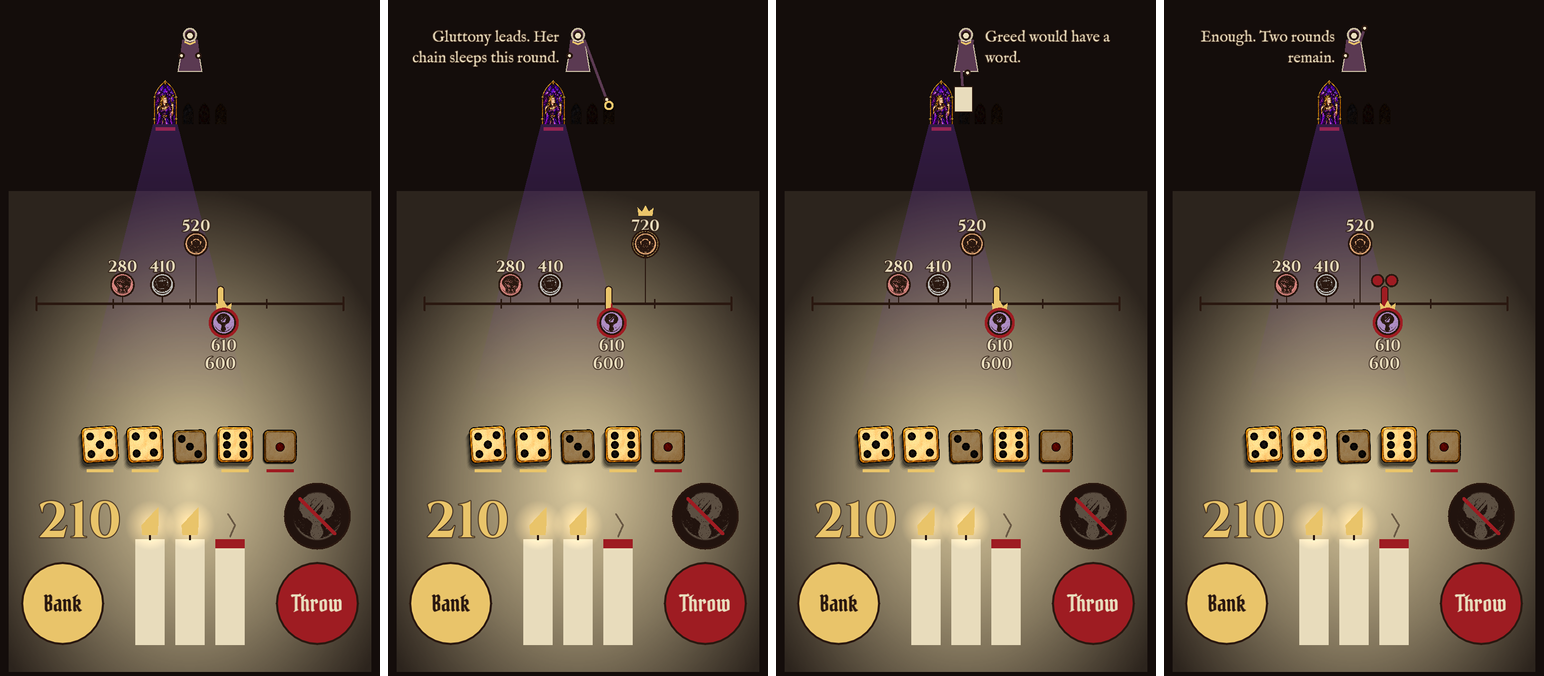 520
280 410
610
600
210
Bank
Throw
Gluttony leads. Her
chain sleeps this round.
720
280 410
610
600
210
Bank
Throw
Greed would have a
word.
520
280 410
610
600
210
Bank
Throw
Enough. Two rounds
remain.
520
280 410
610
600
210
Bank
Throw